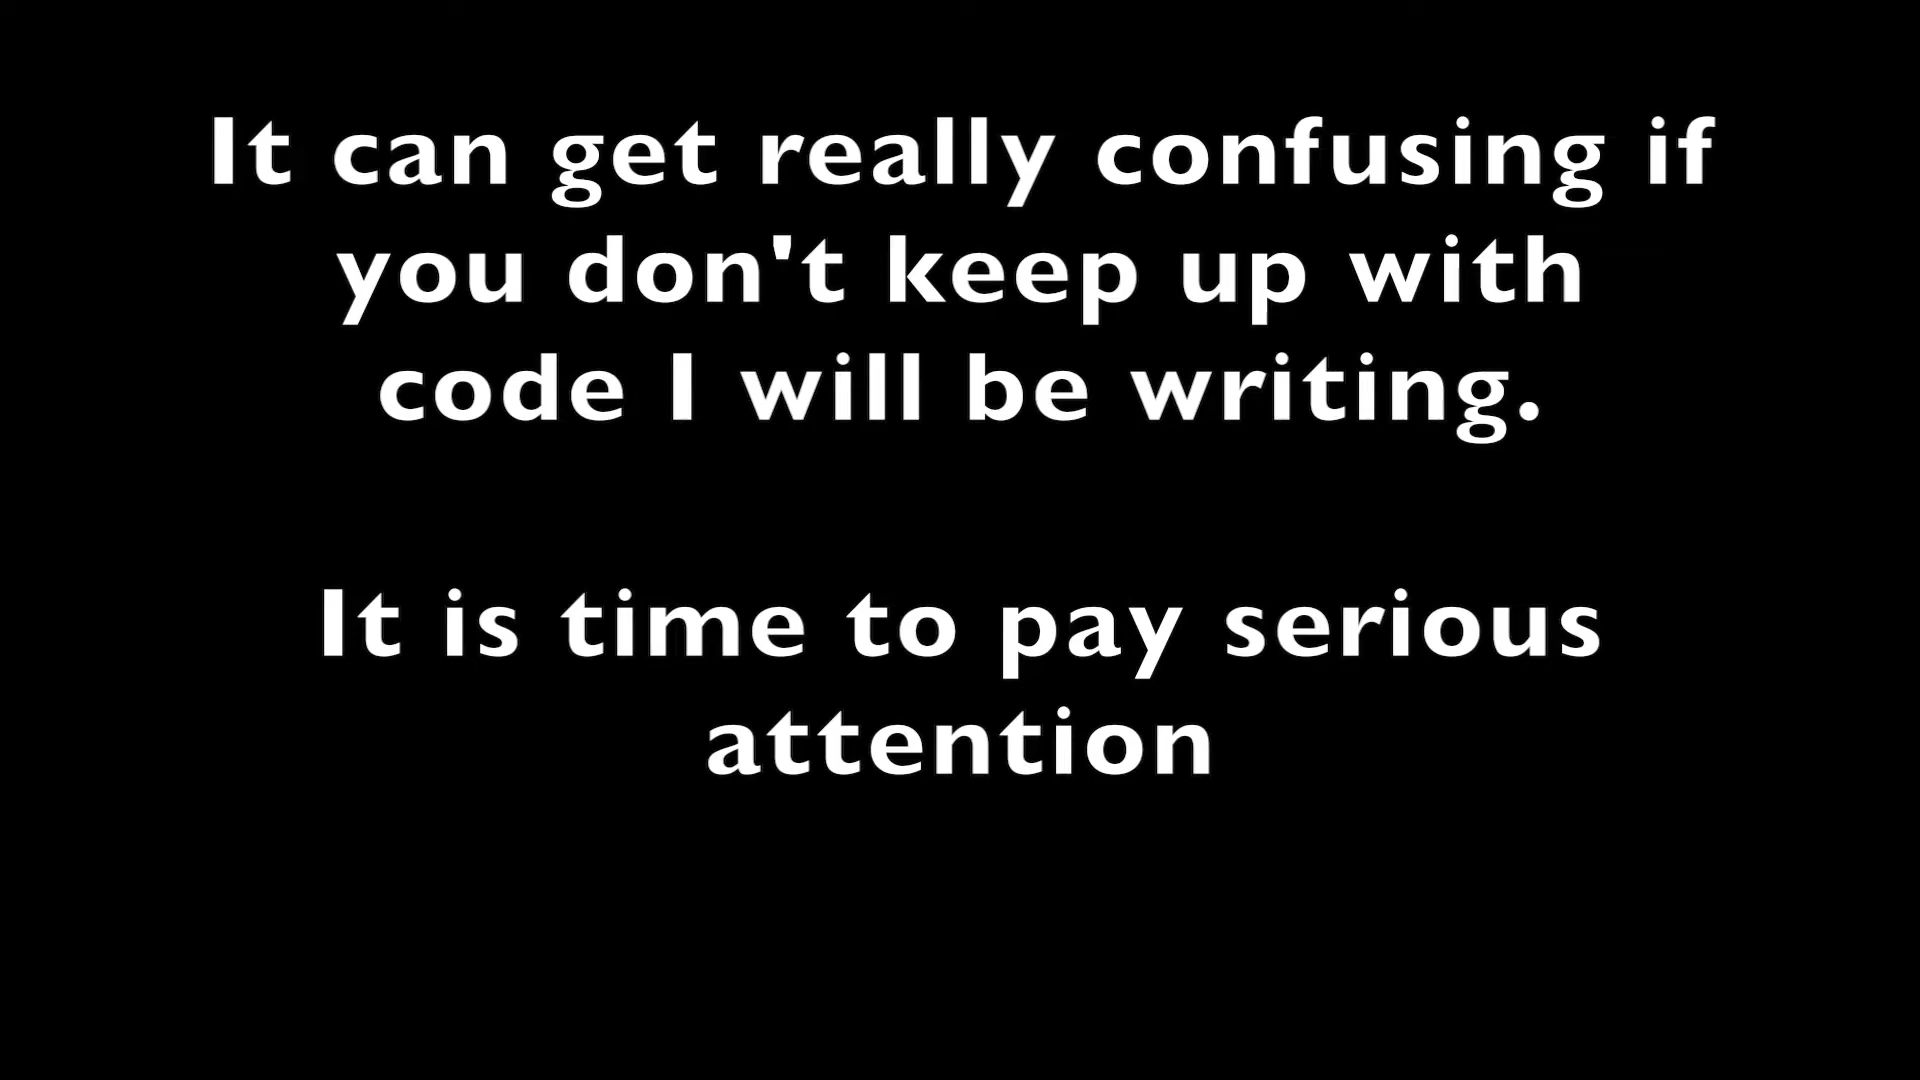 It can get really confusing if
you don't keep up with
code I will be writing.
It is time to pay serious
attention